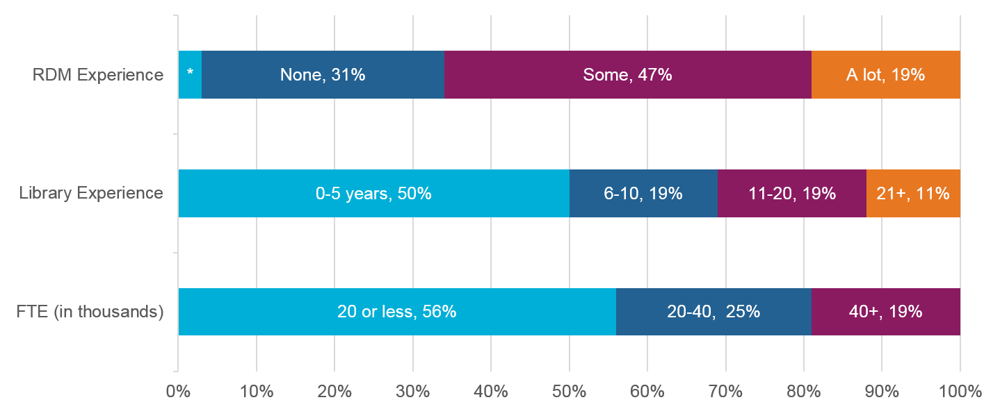 RDM Experience
*
None, 31%
Some, 47%
A lot, 19%
Library Experience
0-5 years, 50%
6-10, 19%
11-20, 19%
21+, 11%
FTE (in thousands)
20 or less, 56%
20-40,  25%
40+, 19%
0%
10%
20%
30%
40%
50%
60%
70%
80%
90%
100%